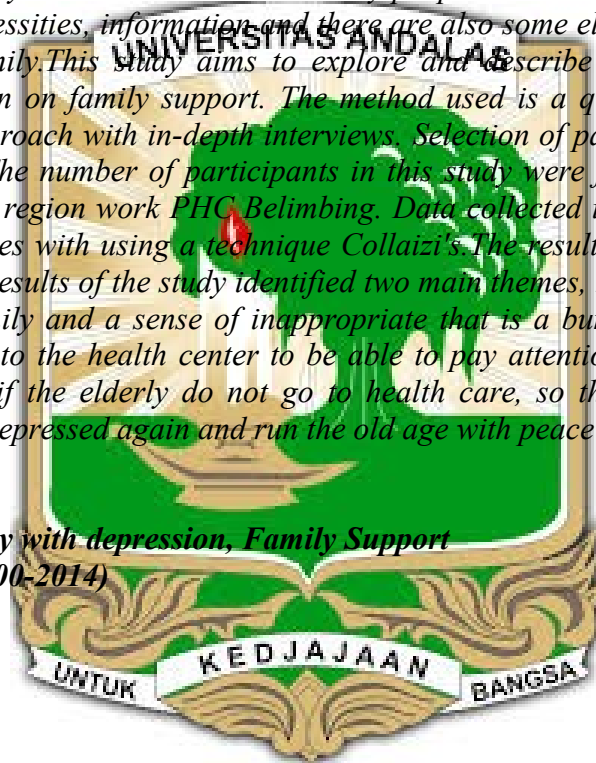 essities, information and there are also some el
UNIVERSITAS ANDALAS
ily.This study aims to explore and describe
n on family support. The method used is a q
roach with in-depth interviews. Selection of pa
The number of participants in this study were f
region work PHC Belimbing. Data collected i
es with using a technique Collaizi's.The result
esults of the study identified two main themes,
ily and a sense of inappropriate that is a bu
to the health center to be able to pay attentio
if the elderly do not go to health care, so th
epressed again and run the old age with peace
y with depression, Family Support
00-2014)
UNTUK KEDJAJAAN BANGSA